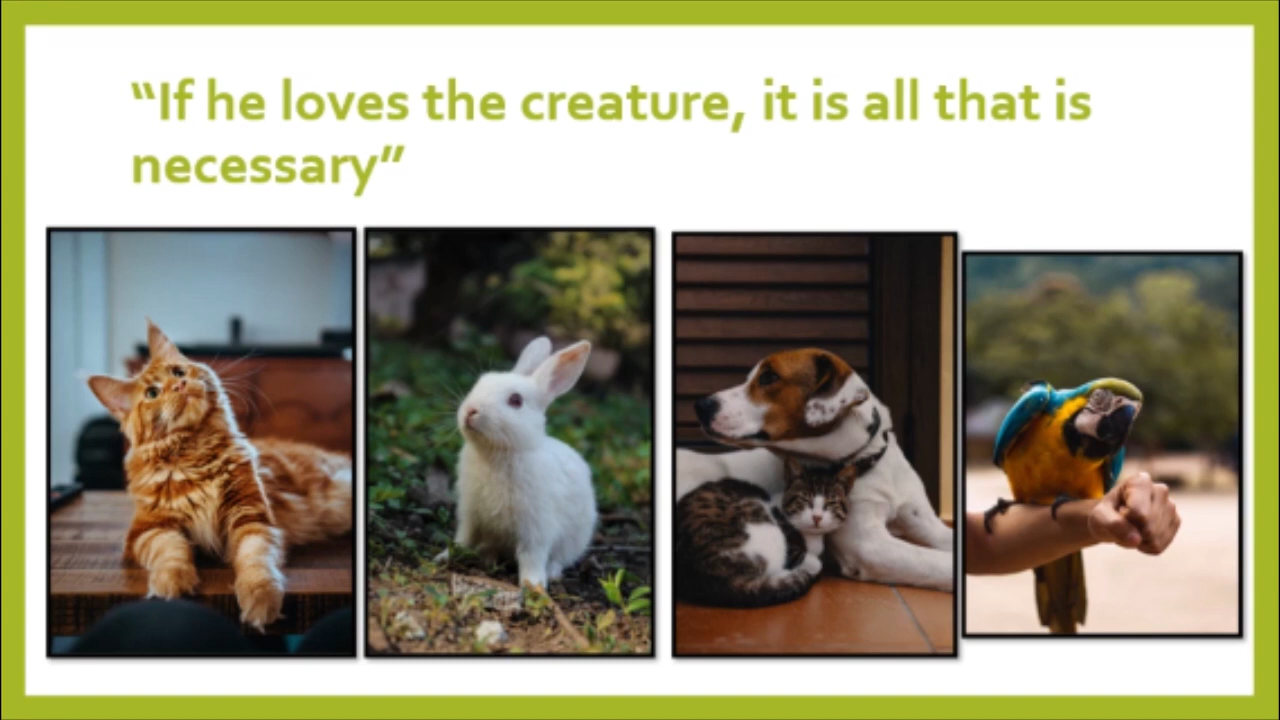 “If he loves the creature, it is all that is
necessary”